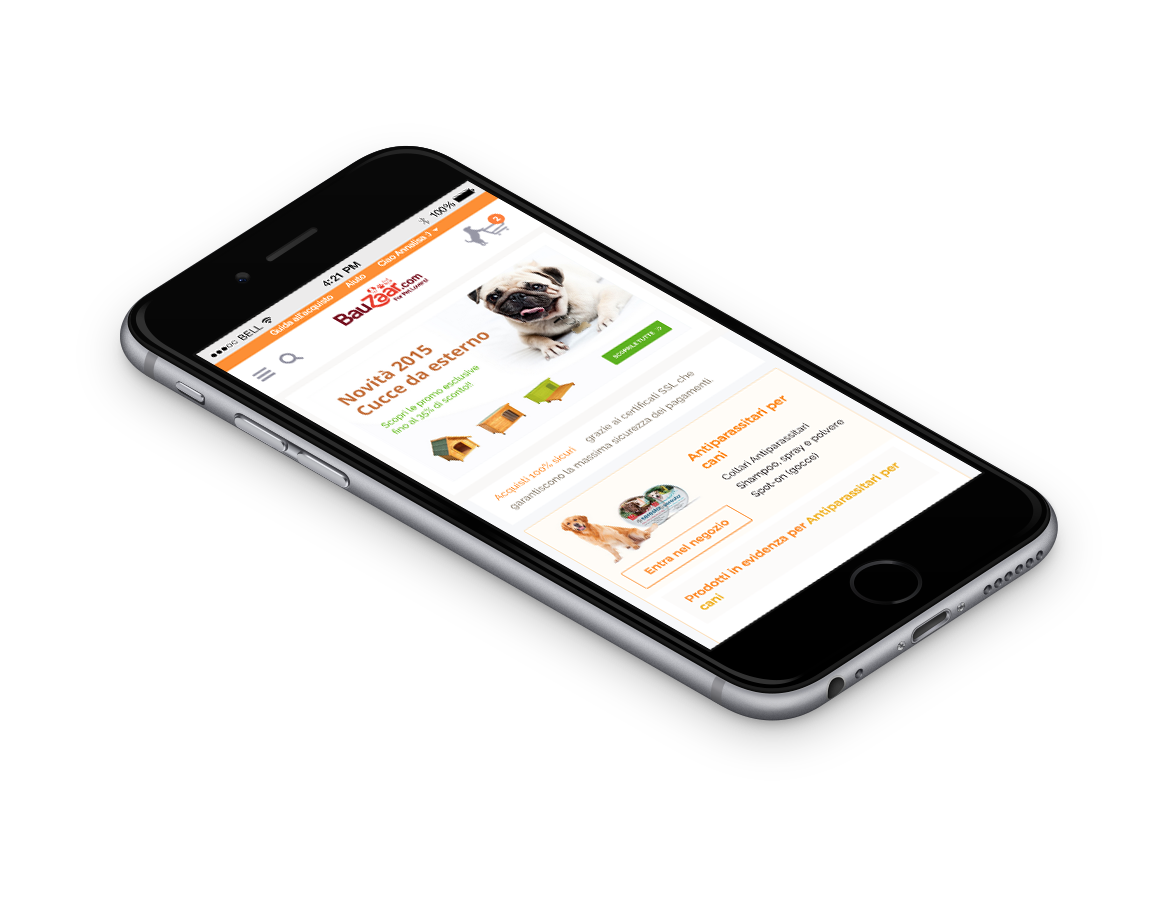 BELL 4:21 PM 100%
Guida all'acquisto Aiuto Ciao Annalisa :)
2
BauZaar.com
For Pet Lovers!
Novità 2015
Cucce da esterno
Scopri le promo esclusive
fino al 35% di sconto!!
SCOPRILE TUTTE
Acquisti 100% sicuri grazie ai certificati SSL che
garantiscono la massima sicurezza dei pagamenti.
Antiparassitari per
cani
Collari Antiparassitari
Shampoo, spray e polvere
Spot-on (gocce)
Entra nel negozio
Prodotti in evidenza per Antiparassitari per
cani